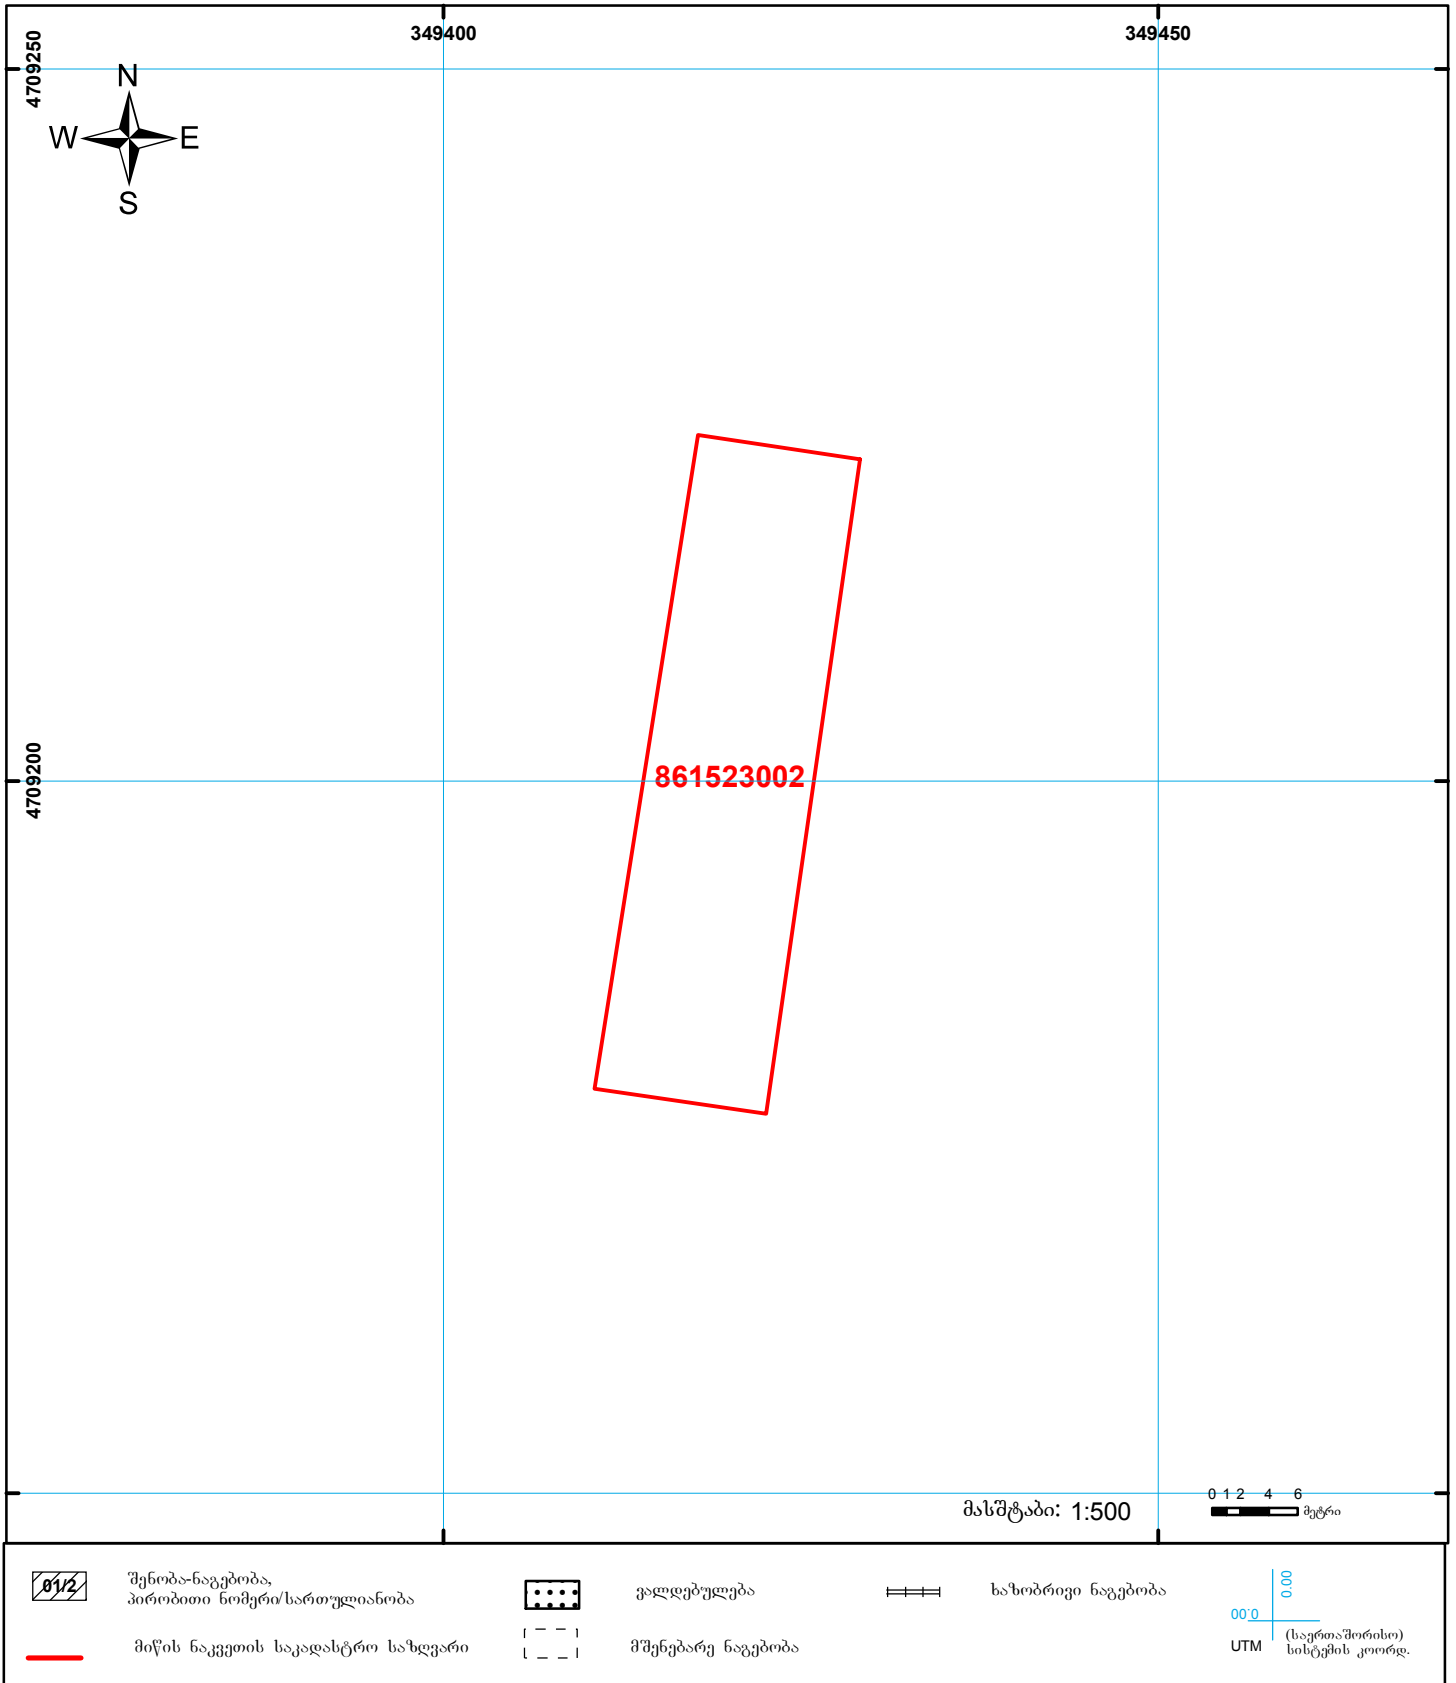 349400
349450
4709250
N
W E
S
4709200
861523002
მასშტაბი: 1:500
0 1 2 4 6
მეტრი
01/2
შენობა-ნაგებობა,
პირობითი ნომერი/სართულიანობა
ვალდებულება
ხაზობრივი ნაგებობა
0.00
00.0
მიწის ნაკვეთის საკადასტრო საზღვარი
მშენებარე ნაგებობა
UTM
(საერთაშორისო)
სისტემის კოორდ.